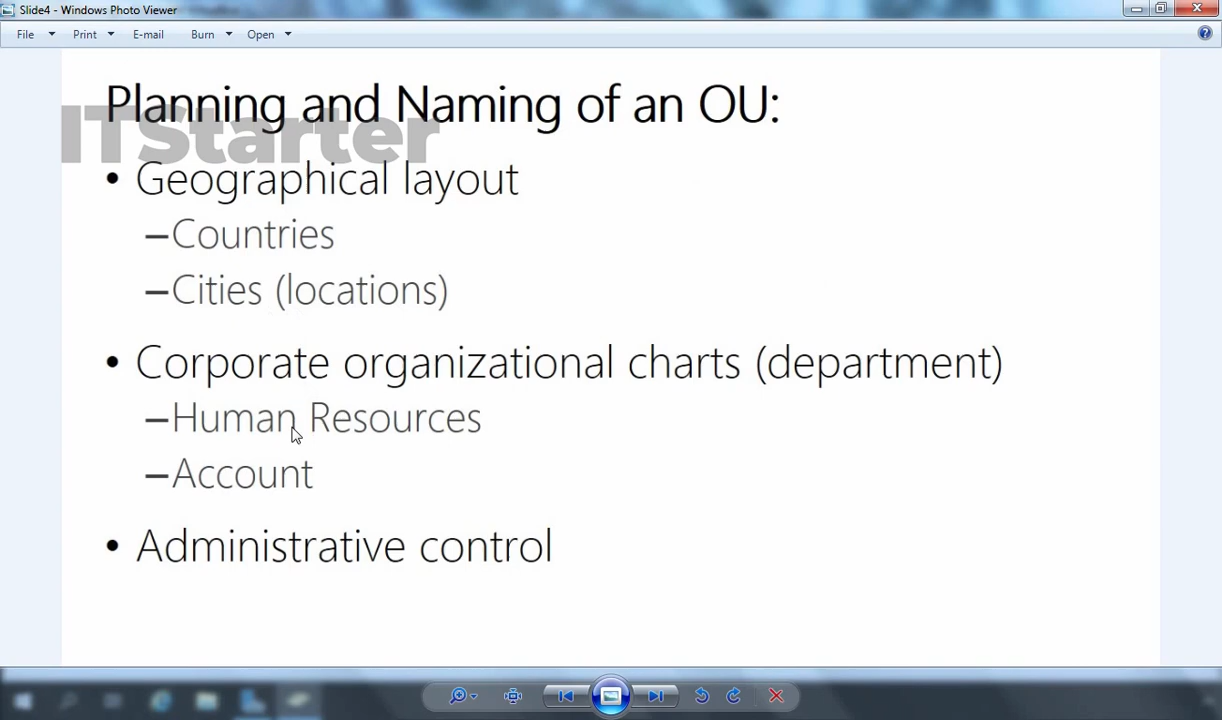 Slide4 - Windows Photo Viewer
File Print E-mail Burn Open
Planning and Naming of an OU:
ITStarter
• Geographical layout
–Countries
–Cities (locations)
• Corporate organizational charts (department)
–Human Resources
–Account
• Administrative control